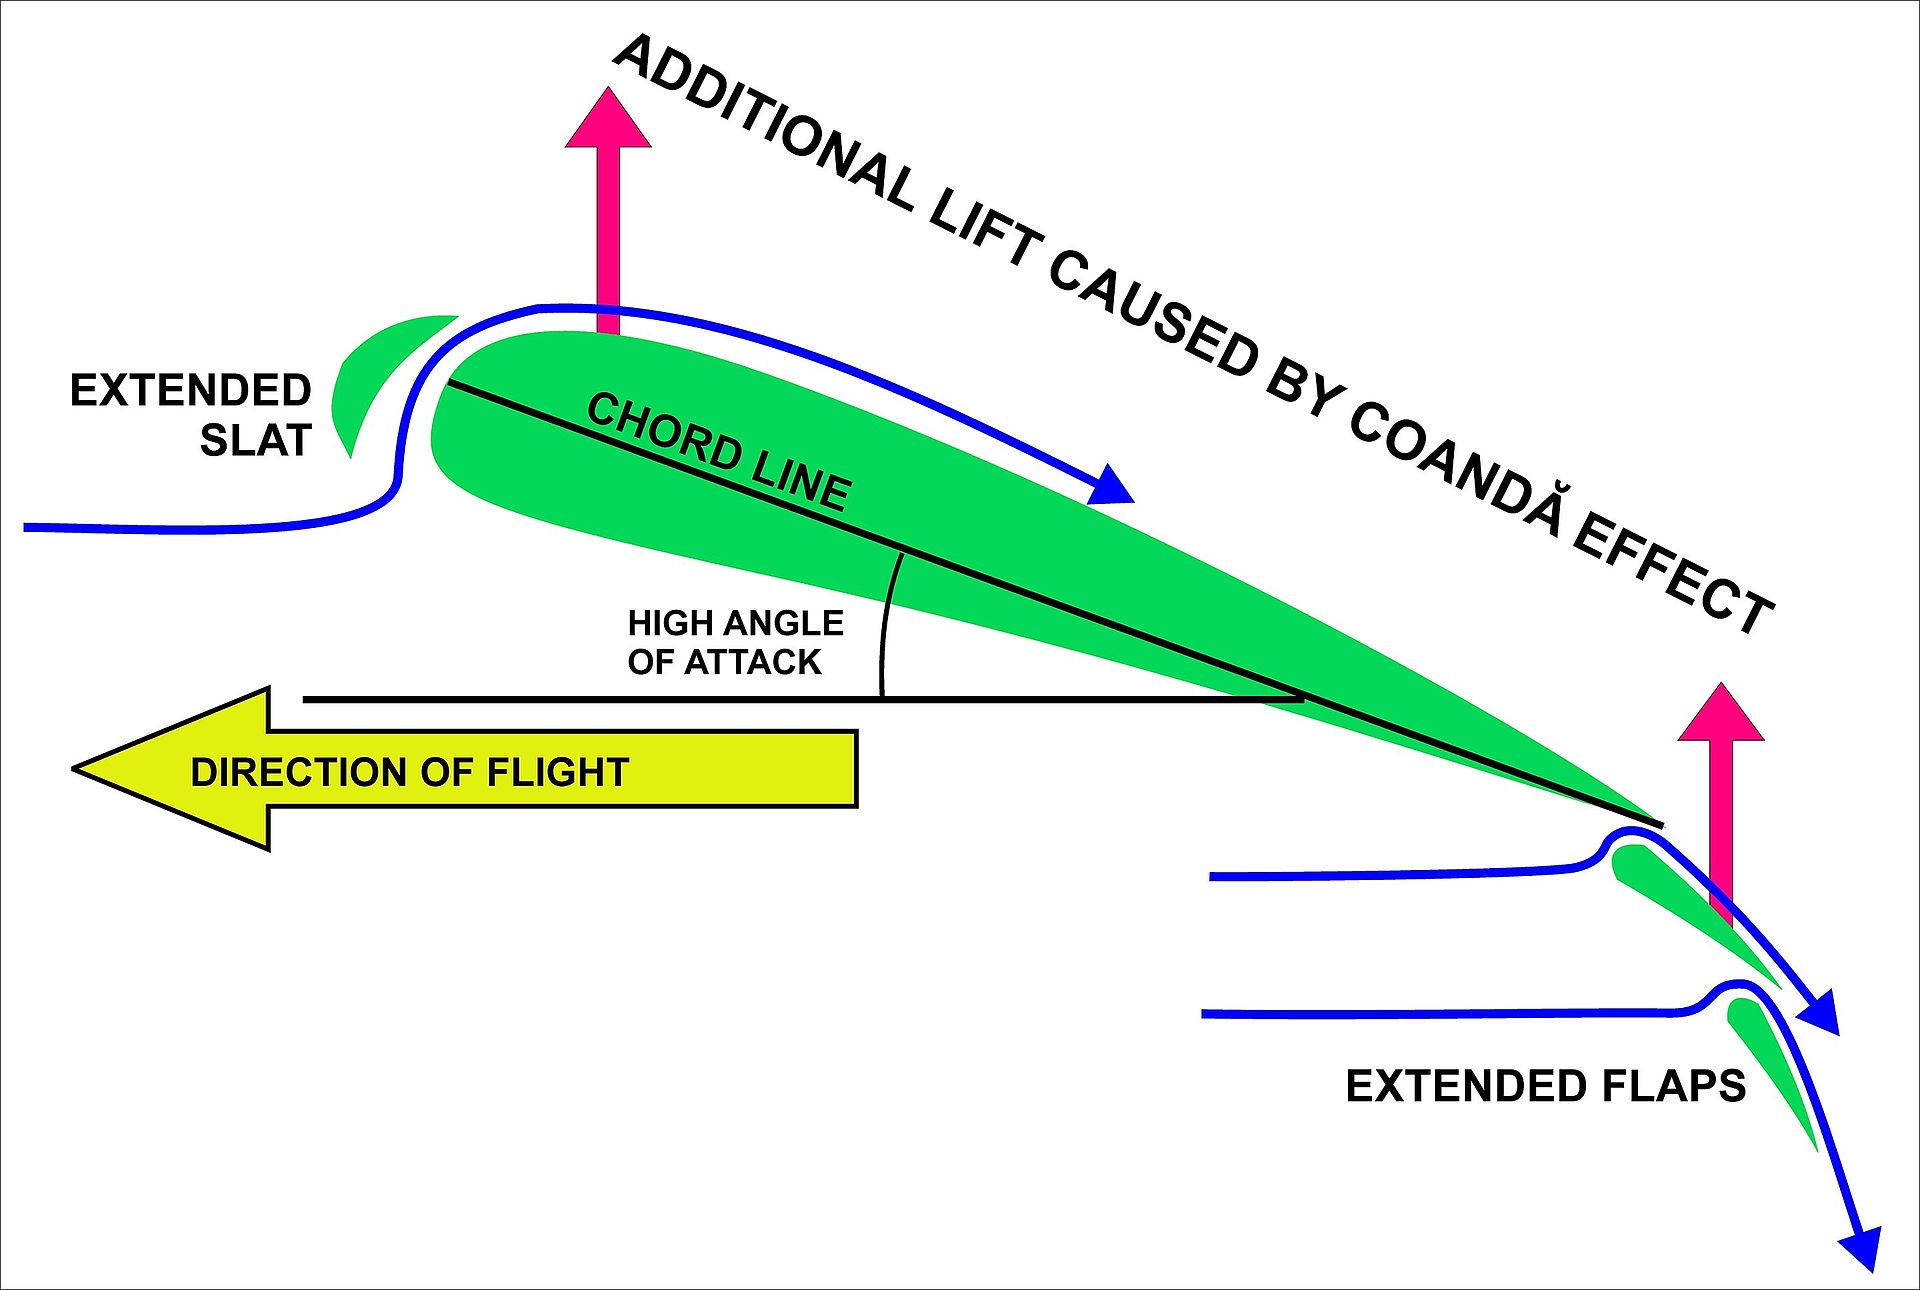 ADDITIONAL LIFT CAUSED BY COANDĂ EFFECT
EXTENDED
SLAT
CHORD LINE
HIGH ANGLE
OF ATTACK
DIRECTION OF FLIGHT
EXTENDED FLAPS